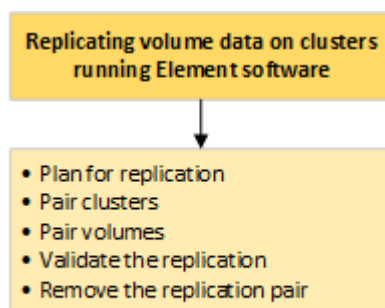 Replicating volume data on clusters
running Element software
• Plan for replication
• Pair clusters
• Pair volumes
• Validate the replication
• Remove the replication pair